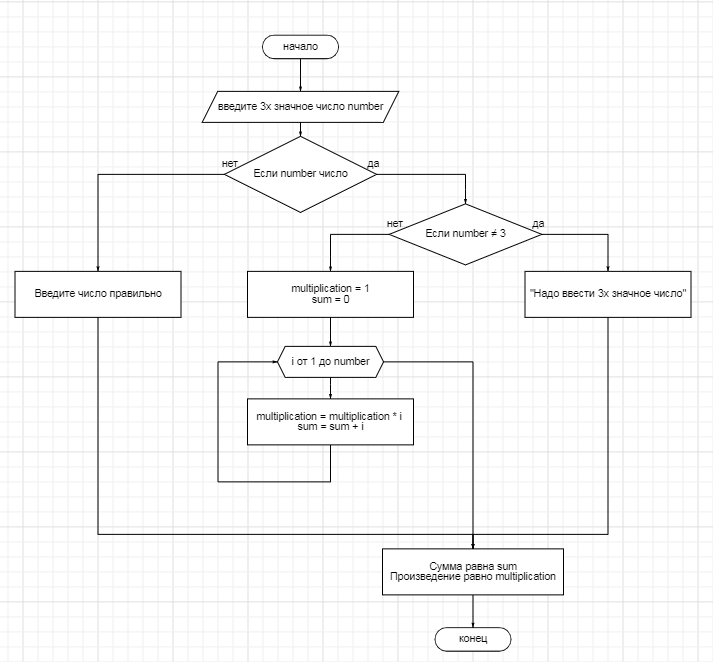 начало
введите 3х значное число number
нет
да
Если number число
нет
да
Если number ≠ 3
Введите число правильно
multiplication = 1
sum = 0
"Надо ввести 3х значное число"
i от 1 до number
multiplication = multiplication * i
sum = sum + i
Сумма равна sum
Произведение равно multiplication
конец